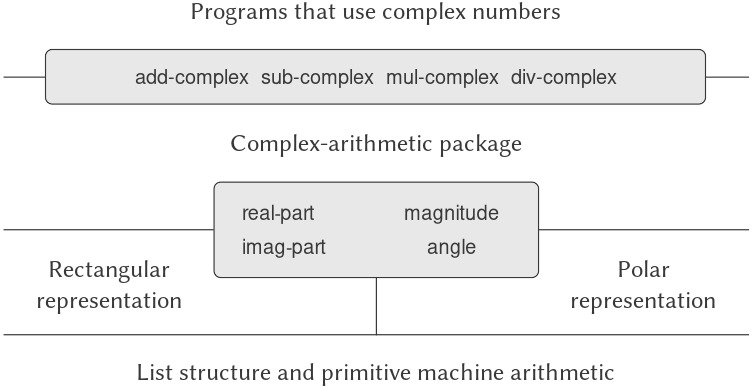 Programs that use complex numbers
add-complex sub-complex mul-complex div-complex
Complex-arithmetic package
real-part magnitude
imag-part angle
Rectangular Polar
representation representation
List structure and primitive machine arithmetic